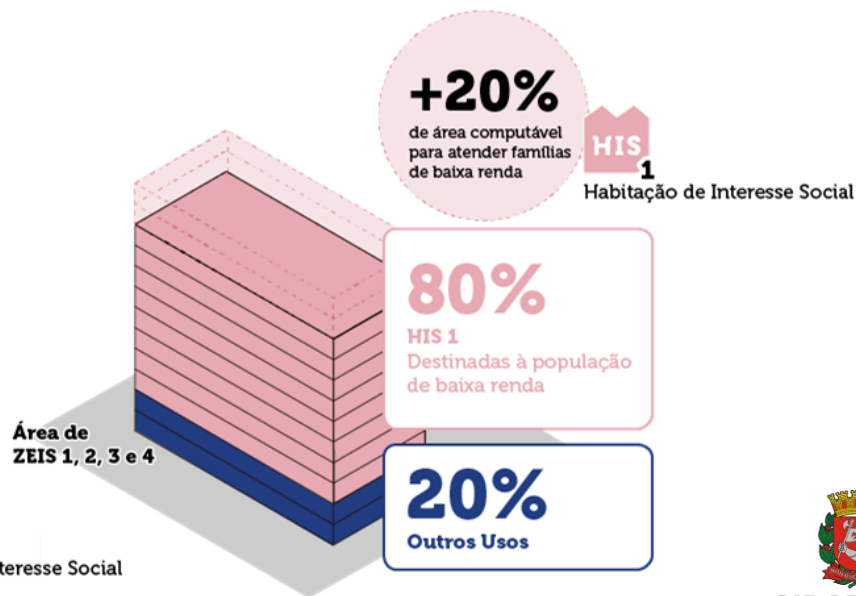 +20%
de área computável
para atender famílias
de baixa renda
HIS
1
Habitação de Interesse Social
80%
HIS 1
Destinadas à população
de baixa renda
Área de
ZEIS 1, 2, 3 e 4
20%
Outros Usos
teresse Social